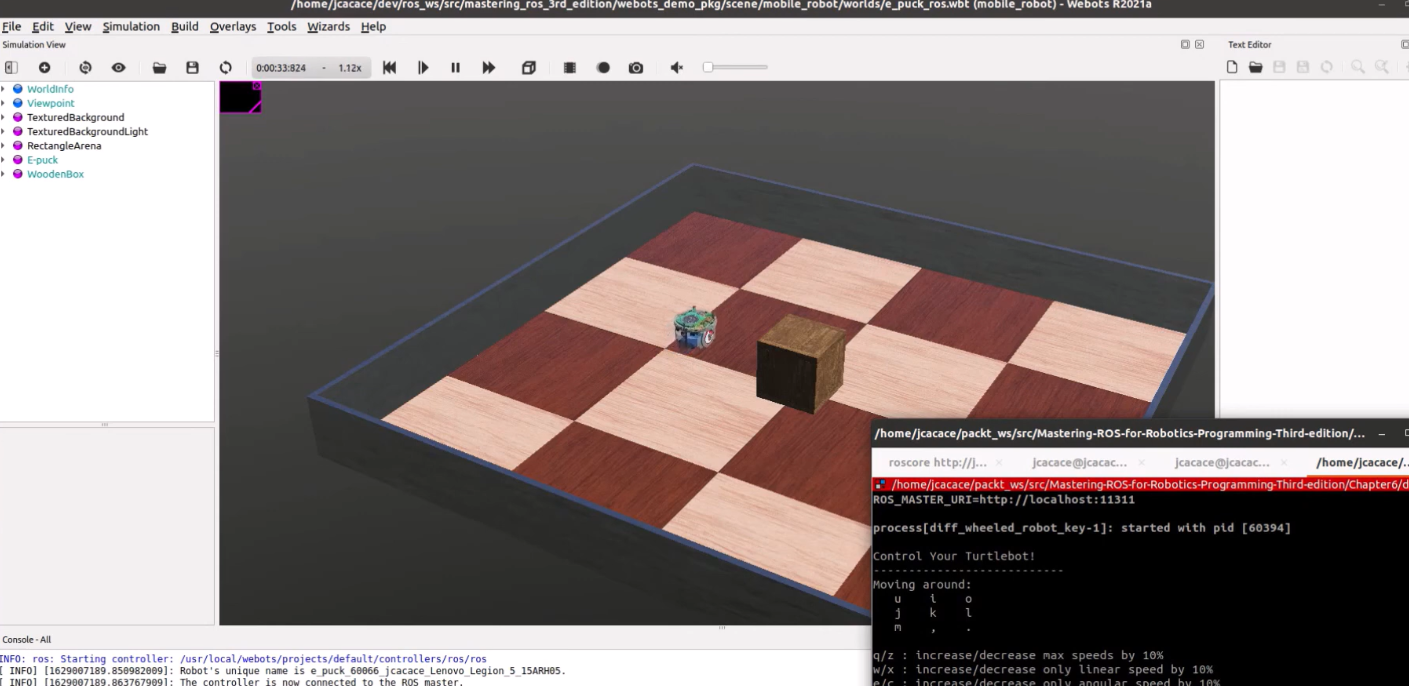 /home/jcacace/dev/ros_ws/src/mastering_ros_3rd_edition/webots_demo_pkg/scene/mobile_robot/worlds/e_puck_ros.wbt (mobile_robot) - Webots R2021a
File Edit View Simulation Build Overlays Tools Wizards Help
Simulation View
Text Editor
0:00:33:824 - 1.12x
WorldInfo
Viewpoint
TexturedBackground
TexturedBackgroundLight
RectangleArena
E-puck
WoodenBox
/home/jcacace/packt_ws/src/Mastering-ROS-for-Robotics-Programming-Third-edition/...
roscore http://j... jcacace@jcacac... jcacace@jcacac... /home/jcacace/..
/home/jcacace/packt_ws/src/Mastering-ROS-for-Robotics-Programming-Third-edition/Chapter6/d
ROS_MASTER_URI=http://localhost:11311
process[diff_wheeled_robot_key-1]: started with pid [60394]
Control Your Turtlebot!
---------------------------
Moving around:
u i o
j k l
m , .
q/z : increase/decrease max speeds by 10%
w/x : increase/decrease only linear speed by 10%
e/c : increase/decrease only angular speed by 10%
Console - All
INFO: ros: Starting controller: /usr/local/webots/projects/default/controllers/ros/ros
[ INFO] [1629007189.850982009]: Robot's unique name is e_puck_60066_jcacace_Lenovo_Legion_5_15ARH05.
[ INFO] [1629007189.863767909]: The controller is now connected to the ROS master.